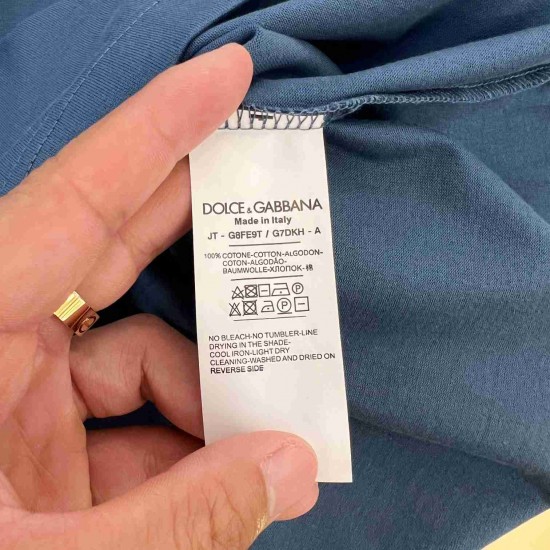 DOLCE & GABBANA
Made in Italy
JT - G8FE9T / G7DKH - A
100% COTONE-COTTON-ALGODON-
COTON-ALGODÃO-
BAUMWOLLE-ХЛОПОК-棉
NO BLEACH-NO TUMBLER-LINE
DRYING IN THE SHADE-
COOL IRON-LIGHT DRY
CLEANING-WASHED AND DRIED ON
REVERSE SIDE